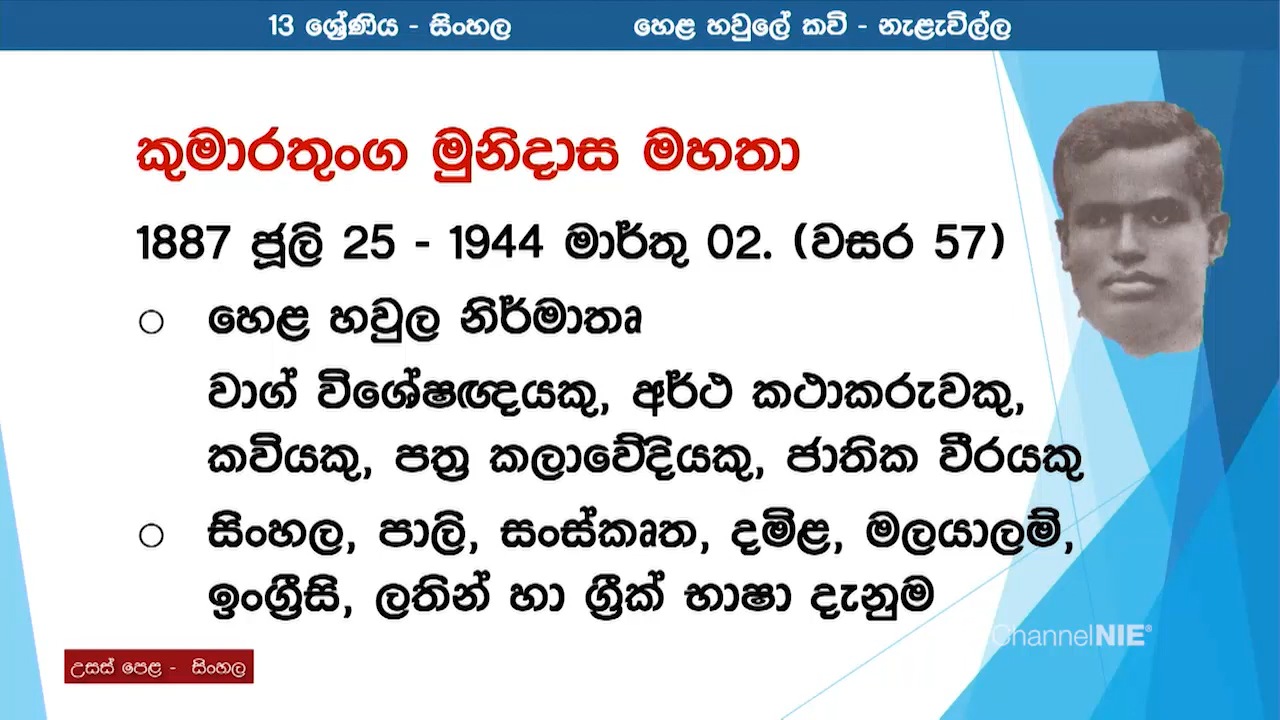 13 ශ්‍රේණිය - සිංහල හෙළ හවුලේ කවි - නැළැවිල්ල
කුමාරතුංග මුනිදාස මහතා
1887 ජූලි 25 - 1944 මාර්තු 02. (වසර 57)
○ හෙළ හවුල නිර්මාතෘ
වාග් විශේෂඥයකු, අර්ථ කථාකරුවකු,
කවියකු, පත්‍ර කලාවේදියකු, ජාතික වීරයකු
○ සිංහල, පාලි, සංස්කෘත, දමිළ, මලයාලම්,
ඉංග්‍රීසි, ලතින් හා ග්‍රීක් භාෂා දැනුම
ChannelNIE®
උසස් පෙළ - සිංහල